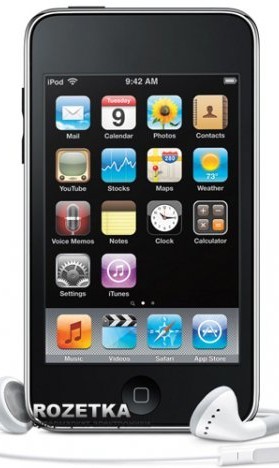 iPod 9:42 AM
Tuesday
9
280
73°
Mail Calendar Photos Contacts
YouTube Stocks Maps Weather
Voice Memos Notes Clock Calculator
Settings iTunes
Music Videos Safari App Store
ROZETKA